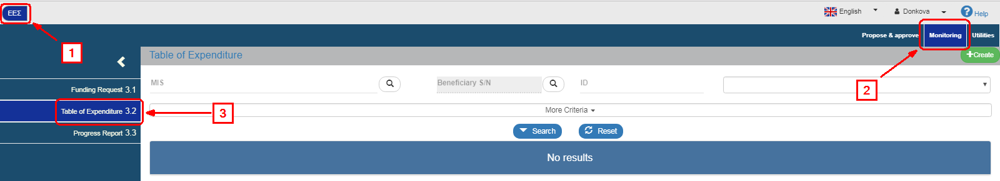 ΕΕΣ
English
Donkova
? Help
Propose & approve Monitoring Utilities
1
2
3
Table of Expenditure
+Create
MIS
Beneficiary S/N
ID
Funding Request 3.1
Table of Expenditure 3.2
Progress Report 3.3
More Criteria
Search
Reset
No results